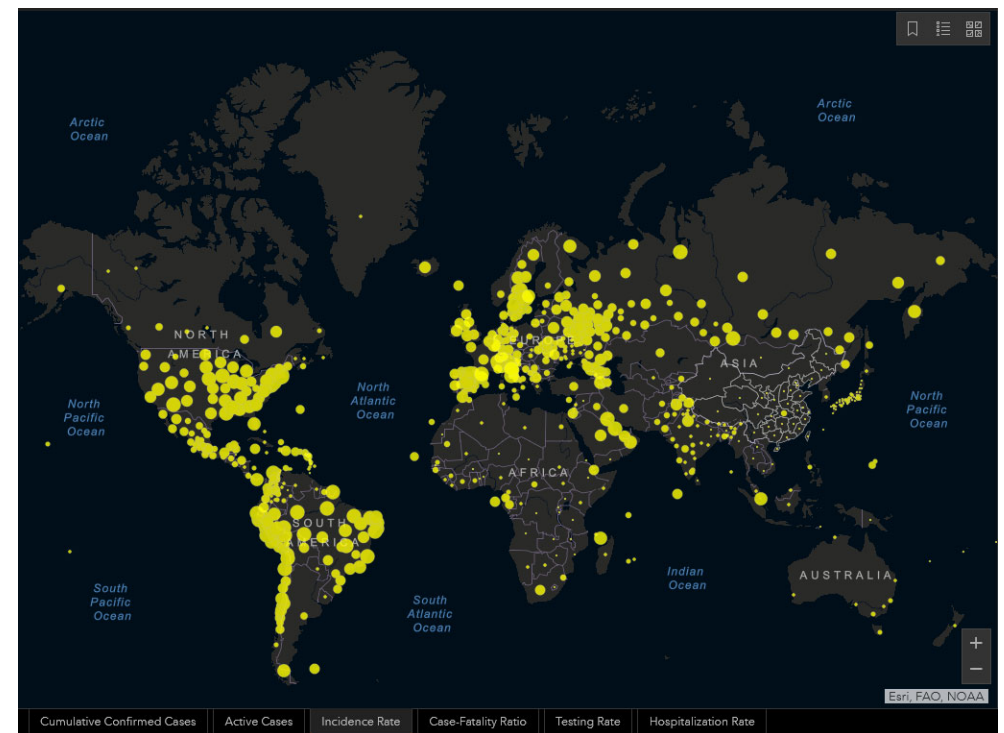 Arctic
Ocean
Arctic
Ocean
NORTH
AMERICA
EUROPE
ASIA
North
Pacific
Ocean
North
Atlantic
Ocean
North
Pacific
Ocean
AFRICA
SOUTH
AMERICA
Indian
Ocean
AUSTRALIA
South
Pacific
Ocean
South
Atlantic
Ocean
+
−
Esri, FAO, NOAA
Cumulative Confirmed Cases
Active Cases
Incidence Rate
Case-Fatality Ratio
Testing Rate
Hospitalization Rate